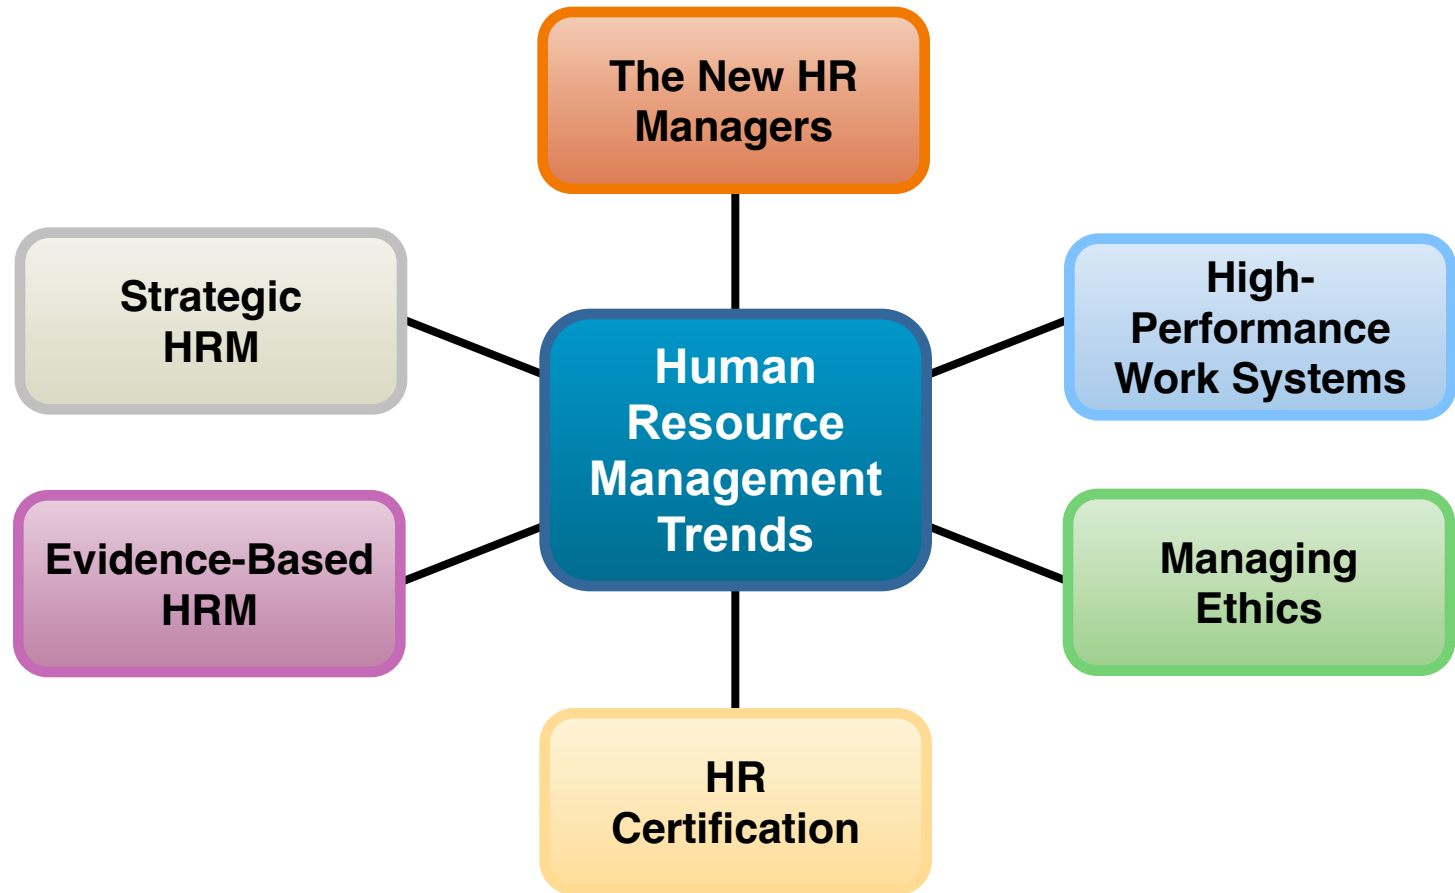 The New HR
Managers
Strategic
HRM
High-
Performance
Work Systems
Human
Resource
Management
Trends
Evidence-Based
HRM
Managing
Ethics
HR
Certification